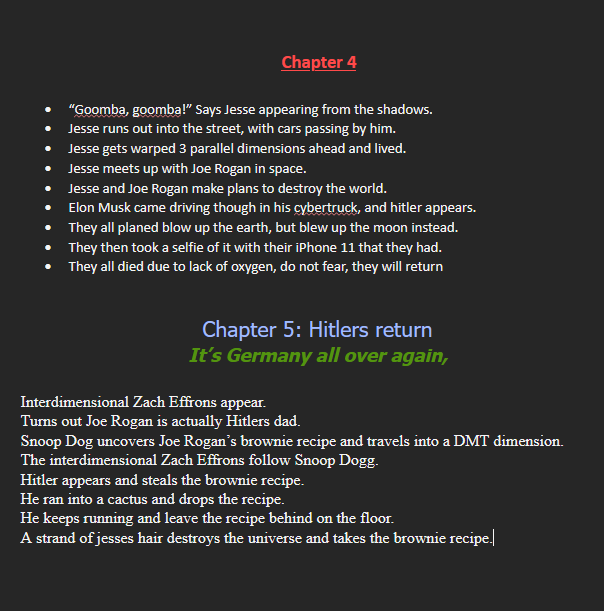 Chapter 4
• “Goomba, goomba!” Says Jesse appearing from the shadows.
• Jesse runs out into the street, with cars passing by him.
• Jesse gets warped 3 parallel dimensions ahead and lived.
• Jesse meets up with Joe Rogan in space.
• Jesse and Joe Rogan make plans to destroy the world.
• Elon Musk came driving though in his cybertruck, and hitler appears.
• They all planed blow up the earth, but blew up the moon instead.
• They then took a selfie of it with their iPhone 11 that they had.
• They all died due to lack of oxygen, do not fear, they will return
Chapter 5: Hitlers return
It’s Germany all over again,
Interdimensional Zach Effrons appear.
Turns out Joe Rogan is actually Hitlers dad.
Snoop Dog uncovers Joe Rogan’s brownie recipe and travels into a DMT dimension.
The interdimensional Zach Effrons follow Snoop Dogg.
Hitler appears and steals the brownie recipe.
He ran into a cactus and drops the recipe.
He keeps running and leave the recipe behind on the floor.
A strand of jesses hair destroys the universe and takes the brownie recipe.